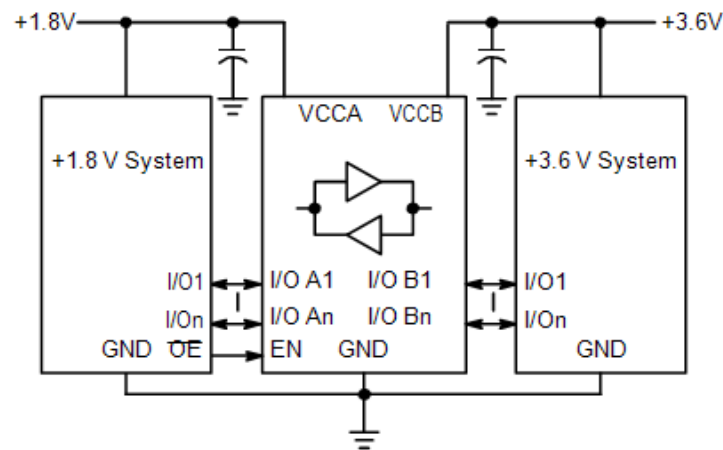 +1.8V +3.6V
VCCA VCCB
+1.8 V System +3.6 V System
I/O1 I/O A1 I/O B1 I/O1
I/On I/O An I/O Bn I/On
GND OE EN GND GND